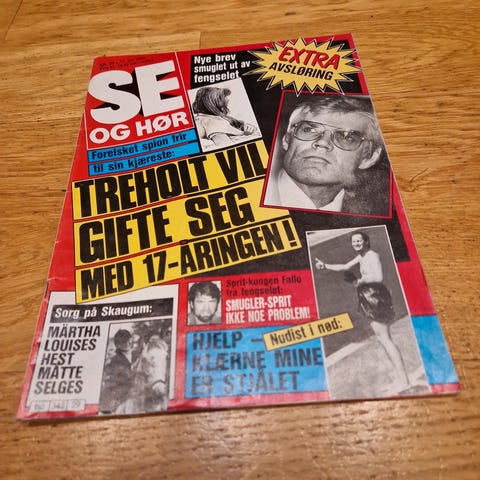 SE
OG HØR
Nye brev
smuglet ut av
fengselet
EXTRA
AVSLØRING
Forelsket spion frir
til sin kjæreste:
TREHOLT VIL
GIFTE SEG
MED 17-ÅRINGEN!
Sorg på Skaugum:
MÄRTHA
LOUISES
HEST
MÅTTE
SELGES
Sprit-kongen Fallo
fra fengselet:
SMUGLER-SPRIT
IKKE NOE PROBLEM!
Nudist i nød:
HJELP –
KLÆRNE MINE
ER STJÅLET